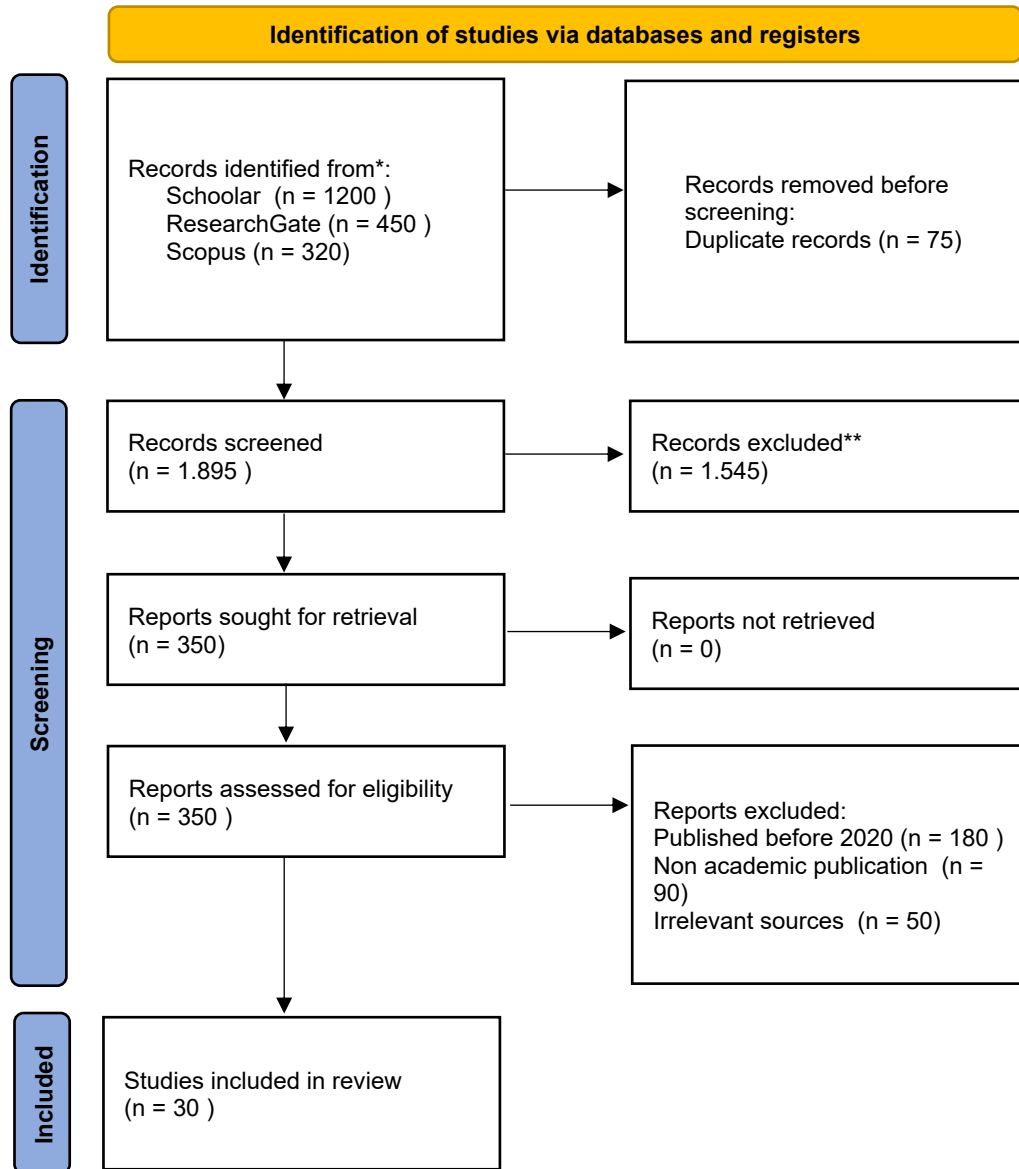 Identification of studies via databases and registers
Identification
Records identified from*:
Schoolar (n = 1200 )
ResearchGate (n = 450 )
Scopus (n = 320)
Records removed before
screening:
Duplicate records (n = 75)
Screening
Records screened
(n = 1.895 )
Records excluded**
(n = 1.545)
Reports sought for retrieval
(n = 350)
Reports not retrieved
(n = 0)
Reports assessed for eligibility
(n = 350 )
Reports excluded:
Published before 2020 (n = 180 )
Non academic publication (n =
90)
Irrelevant sources (n = 50)
Included
Studies included in review
(n = 30 )